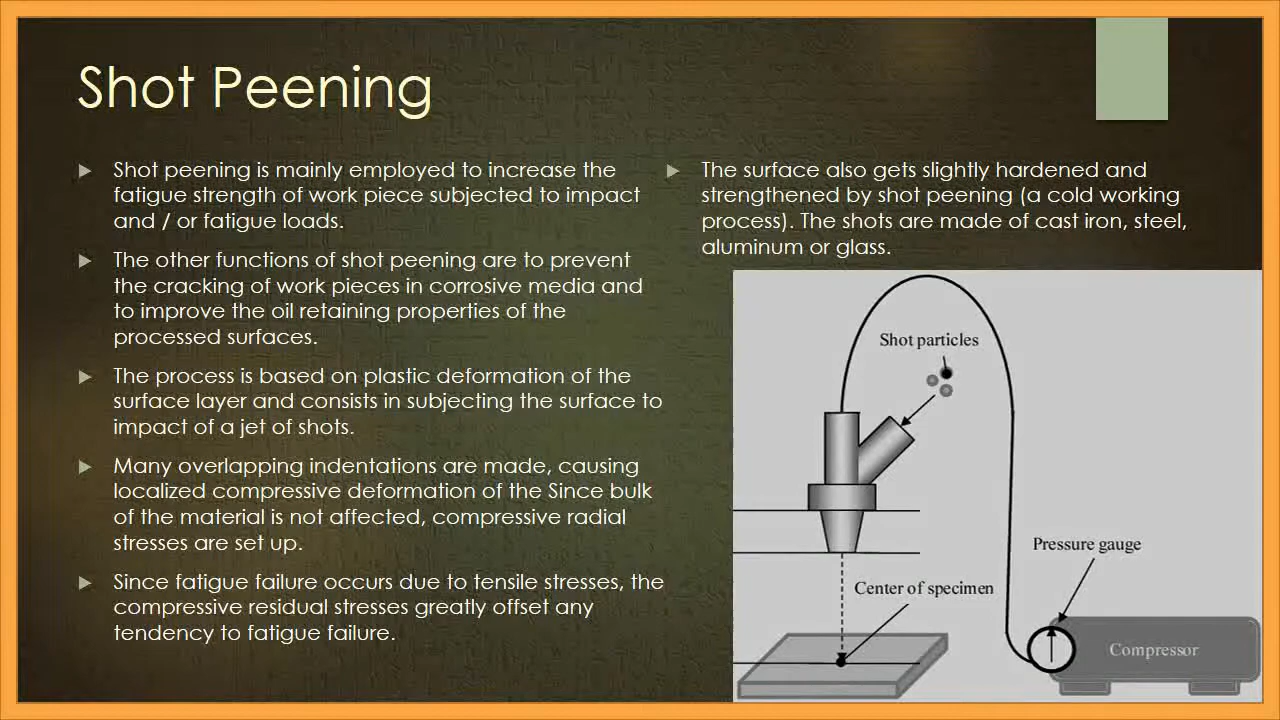 Shot Peening
Shot peening is mainly employed to increase the
fatigue strength of work piece subjected to impact
and / or fatigue loads.
The other functions of shot peening are to prevent
the cracking of work pieces in corrosive media and
to improve the oil retaining properties of the
processed surfaces.
The process is based on plastic deformation of the
surface layer and consists in subjecting the surface to
impact of a jet of shots.
Many overlapping indentations are made, causing
localized compressive deformation of the Since bulk
of the material is not affected, compressive radial
stresses are set up.
Since fatigue failure occurs due to tensile stresses, the
compressive residual stresses greatly offset any
tendency to fatigue failure.
The surface also gets slightly hardened and
strengthened by shot peening (a cold working
process). The shots are made of cast iron, steel,
aluminum or glass.
Shot particles
Pressure gauge
Center of specimen
Compressor